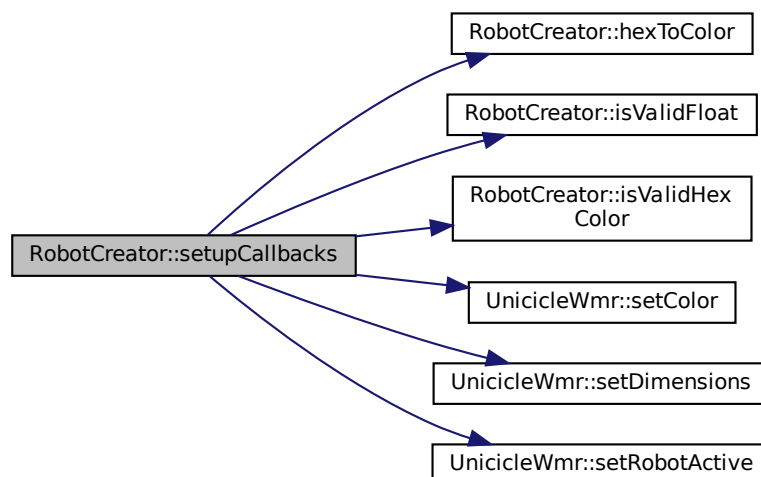 RobotCreator::hexToColor
RobotCreator::isValidFloat
RobotCreator::isValidHex
Color
RobotCreator::setupCallbacks
UnicicleWmr::setColor
UnicicleWmr::setDimensions
UnicicleWmr::setRobotActive